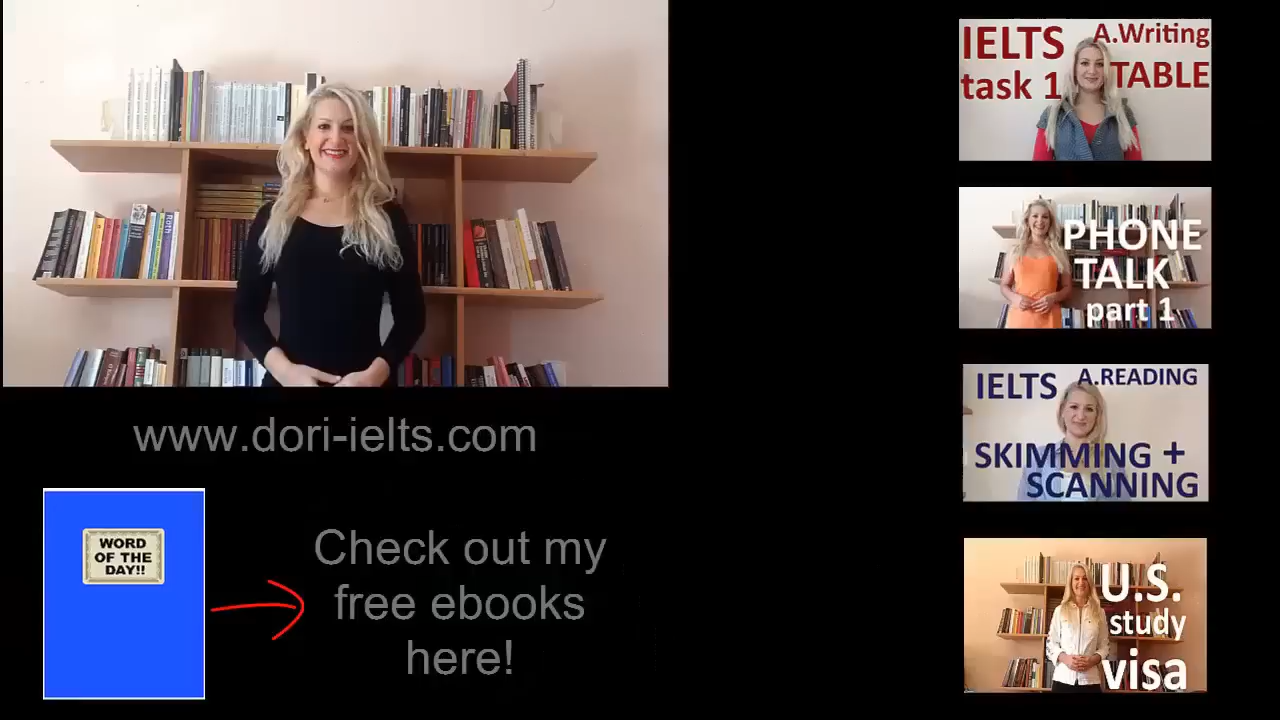 www.dori-ielts.com
WORD
OF THE
DAY!!
Check out my
free ebooks
here!
IELTS A.Writing
task 1 TABLE
PHONE
TALK
part 1
IELTS A.READING
SKIMMING +
SCANNING
U.S.
study
visa